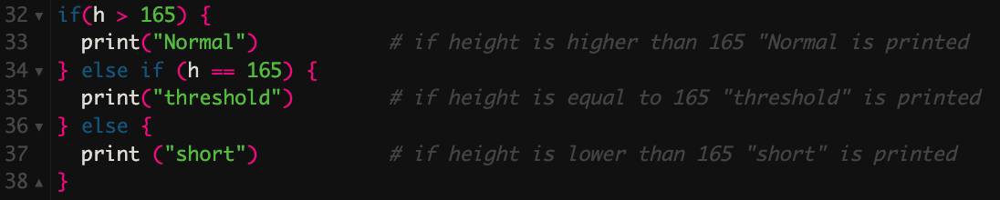 32 if(h > 165) {
33 print("Normal") # if height is higher than 165 "Normal is printed
34 } else if (h == 165) {
35 print("threshold") # if height is equal to 165 "threshold" is printed
36 } else {
37 print ("short") # if height is lower than 165 "short" is printed
38 }